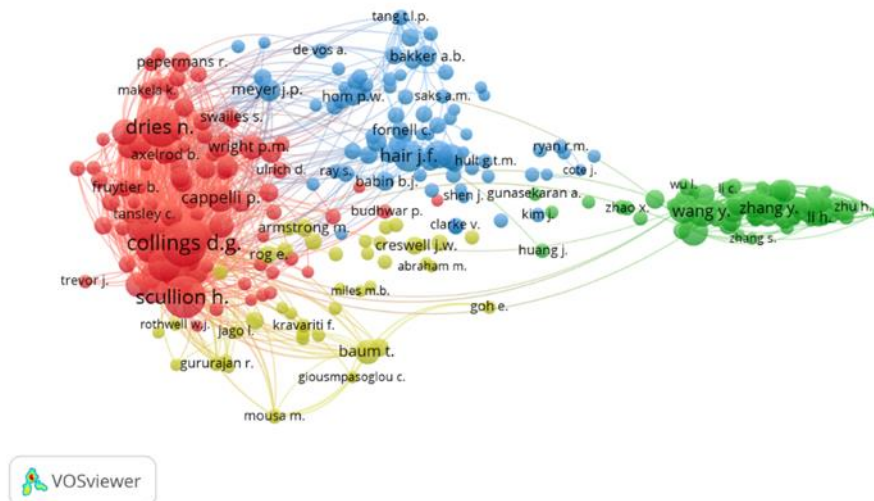 tang t.l.p.
de vos a.
bakker a.b.
pepermans r.
meyer j.p.
makela k.
hom p.w.
saks a.m.
swailes s.
dries n.
fornell c.
wright p.m.
axelrod b.
hair j.f.
hult g.t.m.
ryan r.m.
ulrich d.
ray s.
babin b.j.
cote j.
fruytier b.
cappelli p.
shen j.
gunasekaran a.
wu l.
li c.
tansley c.
budhwar p.
kim j.
zhao x.
wang y.
zhang y.
li h.
zhu h.
armstrong m.
clarke v.
collings d.g.
rog e.
creswell j.w.
huang j.
zhang s.
abraham m.
trevor j.
scullion h.
miles m.b.
goh e.
rothwell w.j.
jago l.
kravariti f.
baum t.
gururajan r.
giousmpasoglou c.
mousa m.
VOSviewer